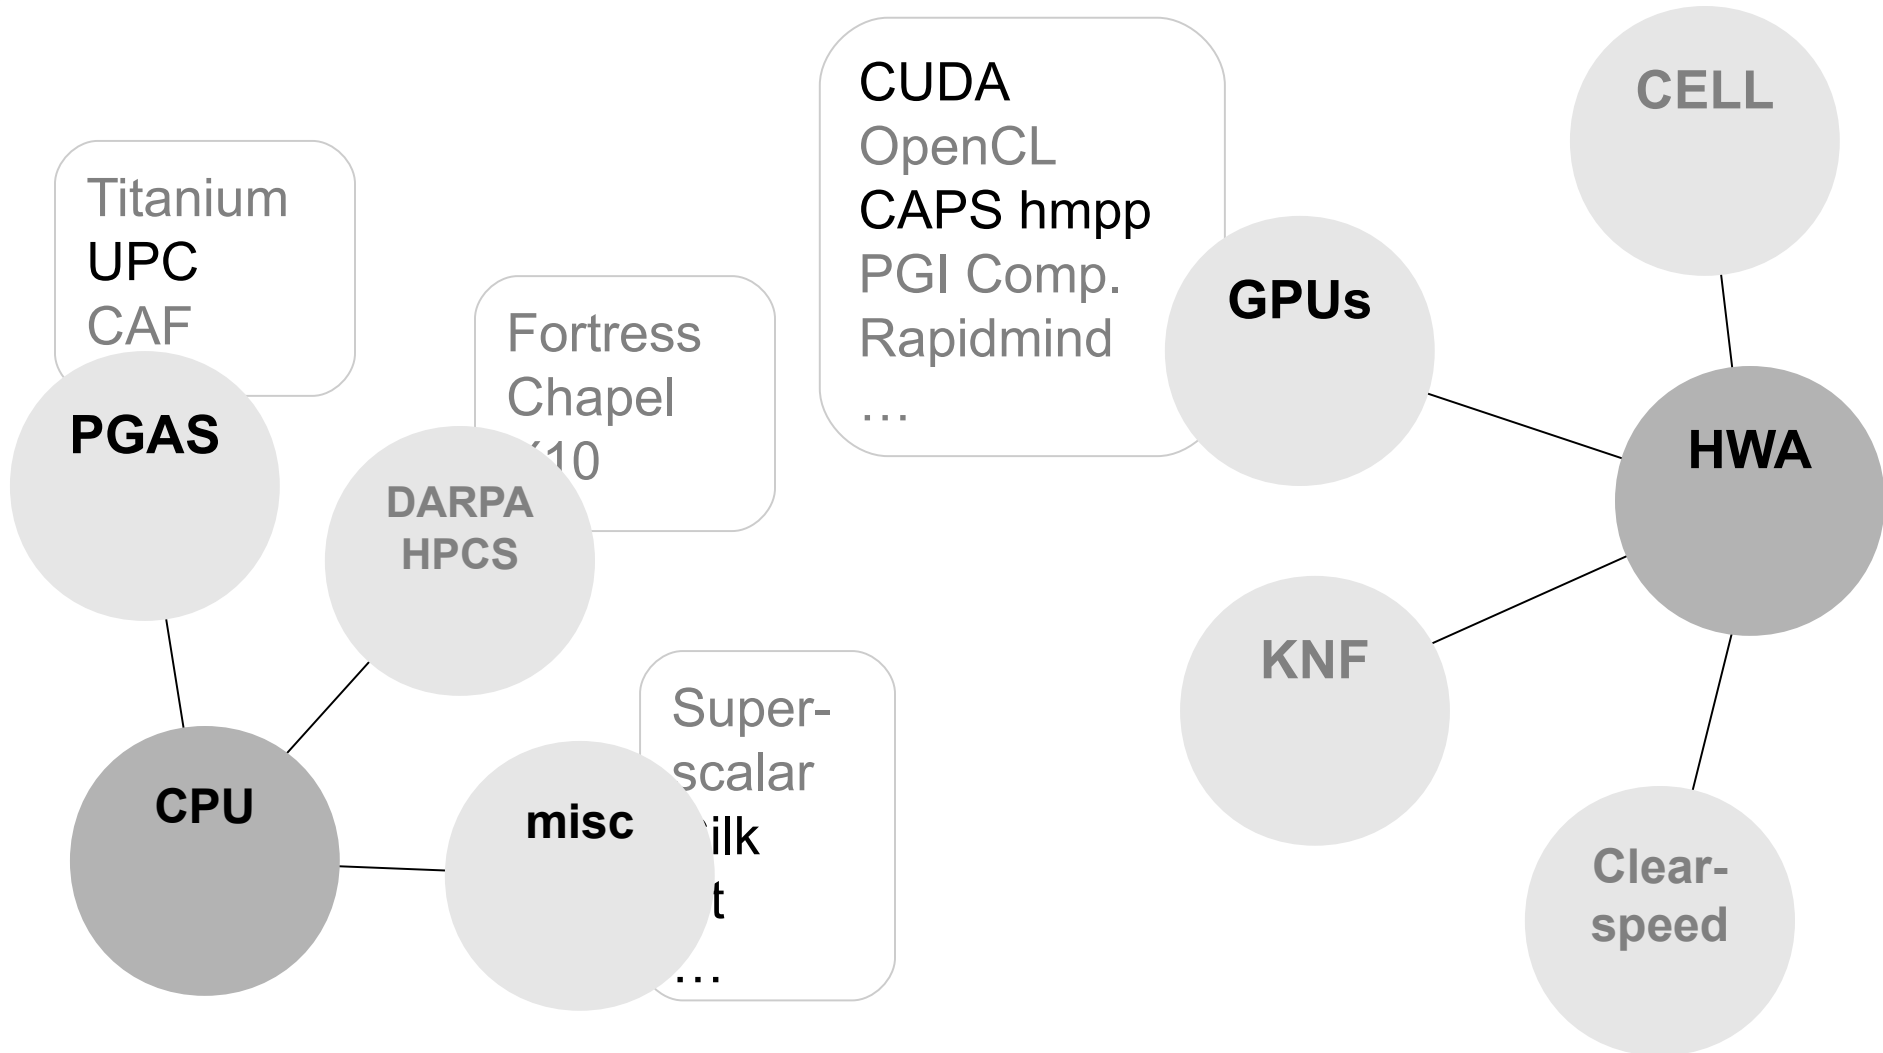 Titanium
UPC
CAF
PGAS
Fortress
Chapel
DARPA
HPCS
CPU
misc
Super-
scalar
…
CUDA
OpenCL
CAPS hmpp
PGI Comp.
Rapidmind
…
GPUs
CELL
HWA
KNF
Clear-
speed